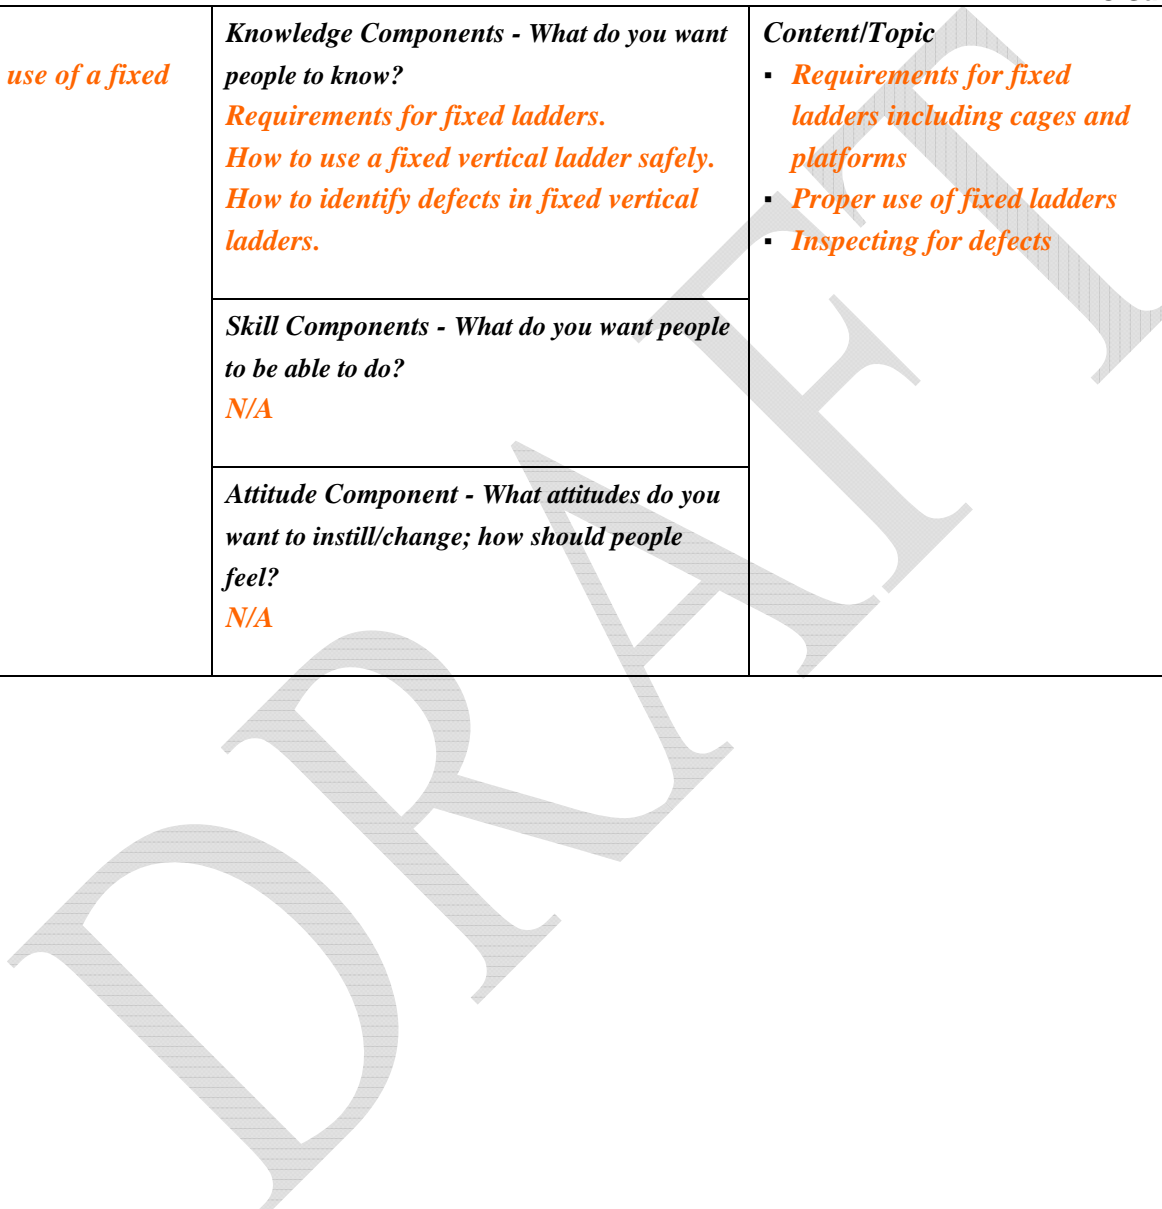 use of a fixed
Knowledge Components - What do you want
people to know?
Requirements for fixed ladders.
How to use a fixed vertical ladder safely.
How to identify defects in fixed vertical
ladders.
Skill Components - What do you want people
to be able to do?
N/A
Attitude Component - What attitudes do you
want to instill/change; how should people
feel?
N/A
Content/Topic
▪ Requirements for fixed
ladders including cages and
platforms
▪ Proper use of fixed ladders
▪ Inspecting for defects
DRAFT